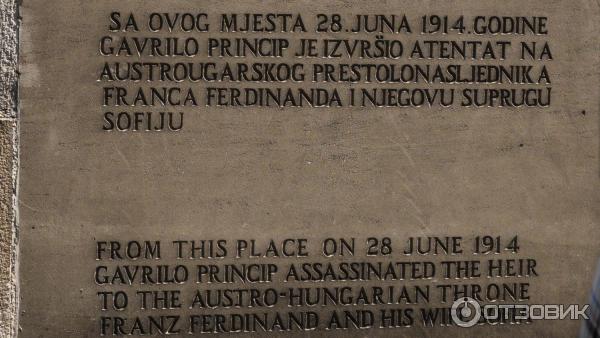 SA OVOG MJESTA 28. JUNA 1914. GODINE
GAVRILO PRINCIP JE IZVRŠIO ATENTAT NA
AUSTROUGARSKOG PRESTOLONASLJEDNIKA
FRANCA FERDINANDA I NJEGOVU SUPRUGU
SOFIJU
FROM THIS PLACE ON 28 JUNE 1914
GAVRILO PRINCIP ASSASSINATED THE HEIR
TO THE AUSTRO-HUNGARIAN THRONE
FRANZ FERDINAND AND HIS
ОТЗОВИК